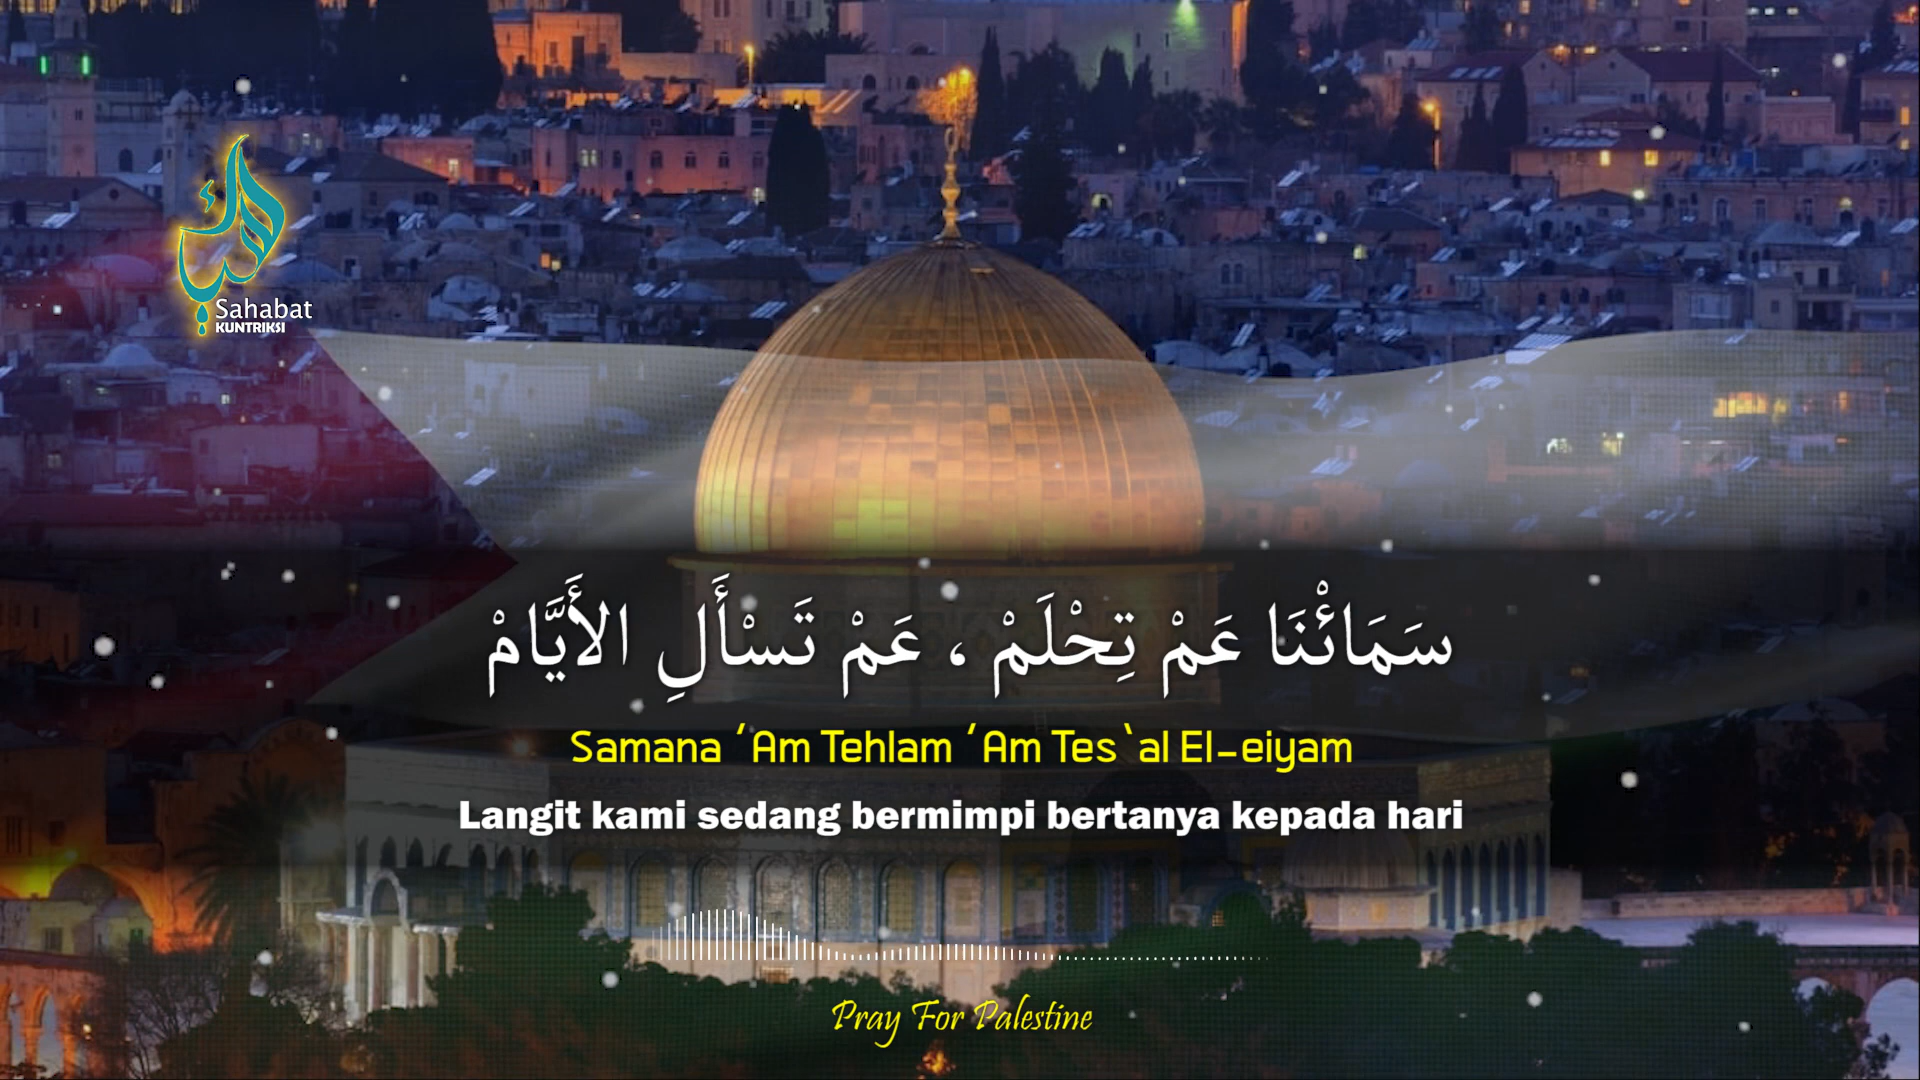 Sahabat
KUNTRIKSI
سَمَائْنَا عَمْ تِحْلَمْ ، عَمْ تَسْأَلِ الأَيَّامْ
Samana ´Am Tehlam ´Am Tes`al El-eiyam
Langit kami sedang bermimpi bertanya kepada hari
Pray For Palestine